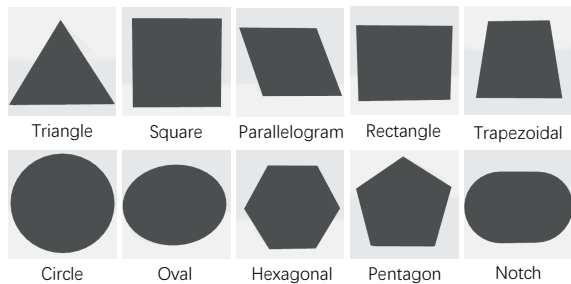 Triangle
Square
Parallelogram
Rectangle
Trapezoidal
Circle
Oval
Hexagonal
Pentagon
Notch